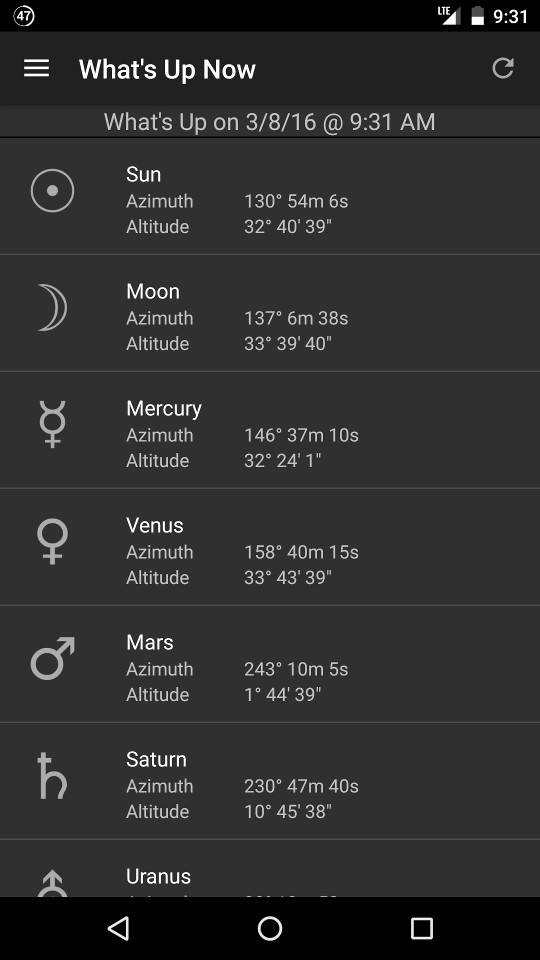 47 LTE 9:31
What's Up Now
What's Up on 3/8/16 @ 9:31 AM
Sun
Azimuth 130° 54m 6s
Altitude 32° 40' 39"
Moon
Azimuth 137° 6m 38s
Altitude 33° 39' 40"
Mercury
Azimuth 146° 37m 10s
Altitude 32° 24' 1"
Venus
Azimuth 158° 40m 15s
Altitude 33° 43' 39"
Mars
Azimuth 243° 10m 5s
Altitude 1° 44' 39"
Saturn
Azimuth 230° 47m 40s
Altitude 10° 45' 38"
Uranus